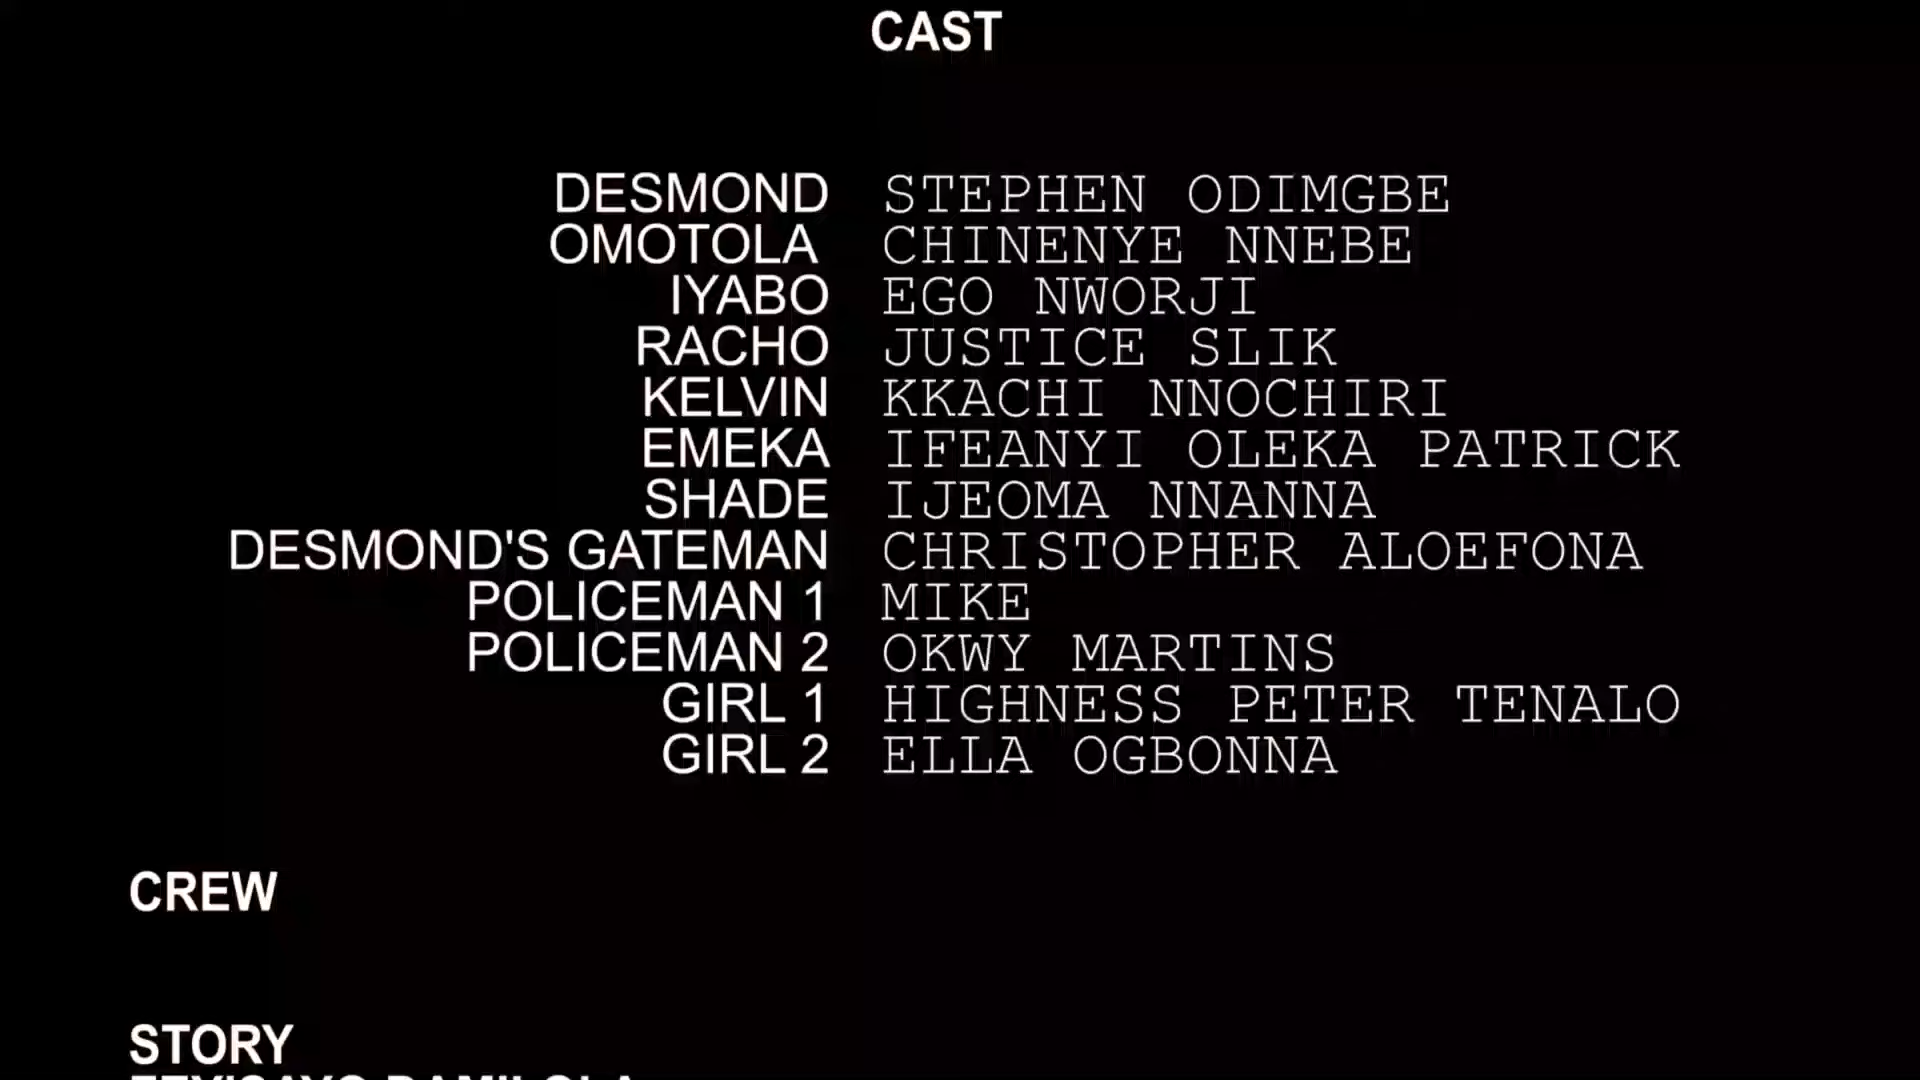 CAST
DESMOND STEPHEN ODIMGBE
OMOTOLA CHINENYE NNEBE
IYABO EGO NWORJI
RACHO JUSTICE SLIK
KELVIN KKACHI NNOCHIRI
EMEKA IFEANYI OLEKA PATRICK
SHADE IJEOMA NNANNA
DESMOND'S GATEMAN CHRISTOPHER ALOEFONA
POLICEMAN 1 MIKE
POLICEMAN 2 OKWY MARTINS
GIRL 1 HIGHNESS PETER TENALO
GIRL 2 ELLA OGBONNA
CREW
STORY